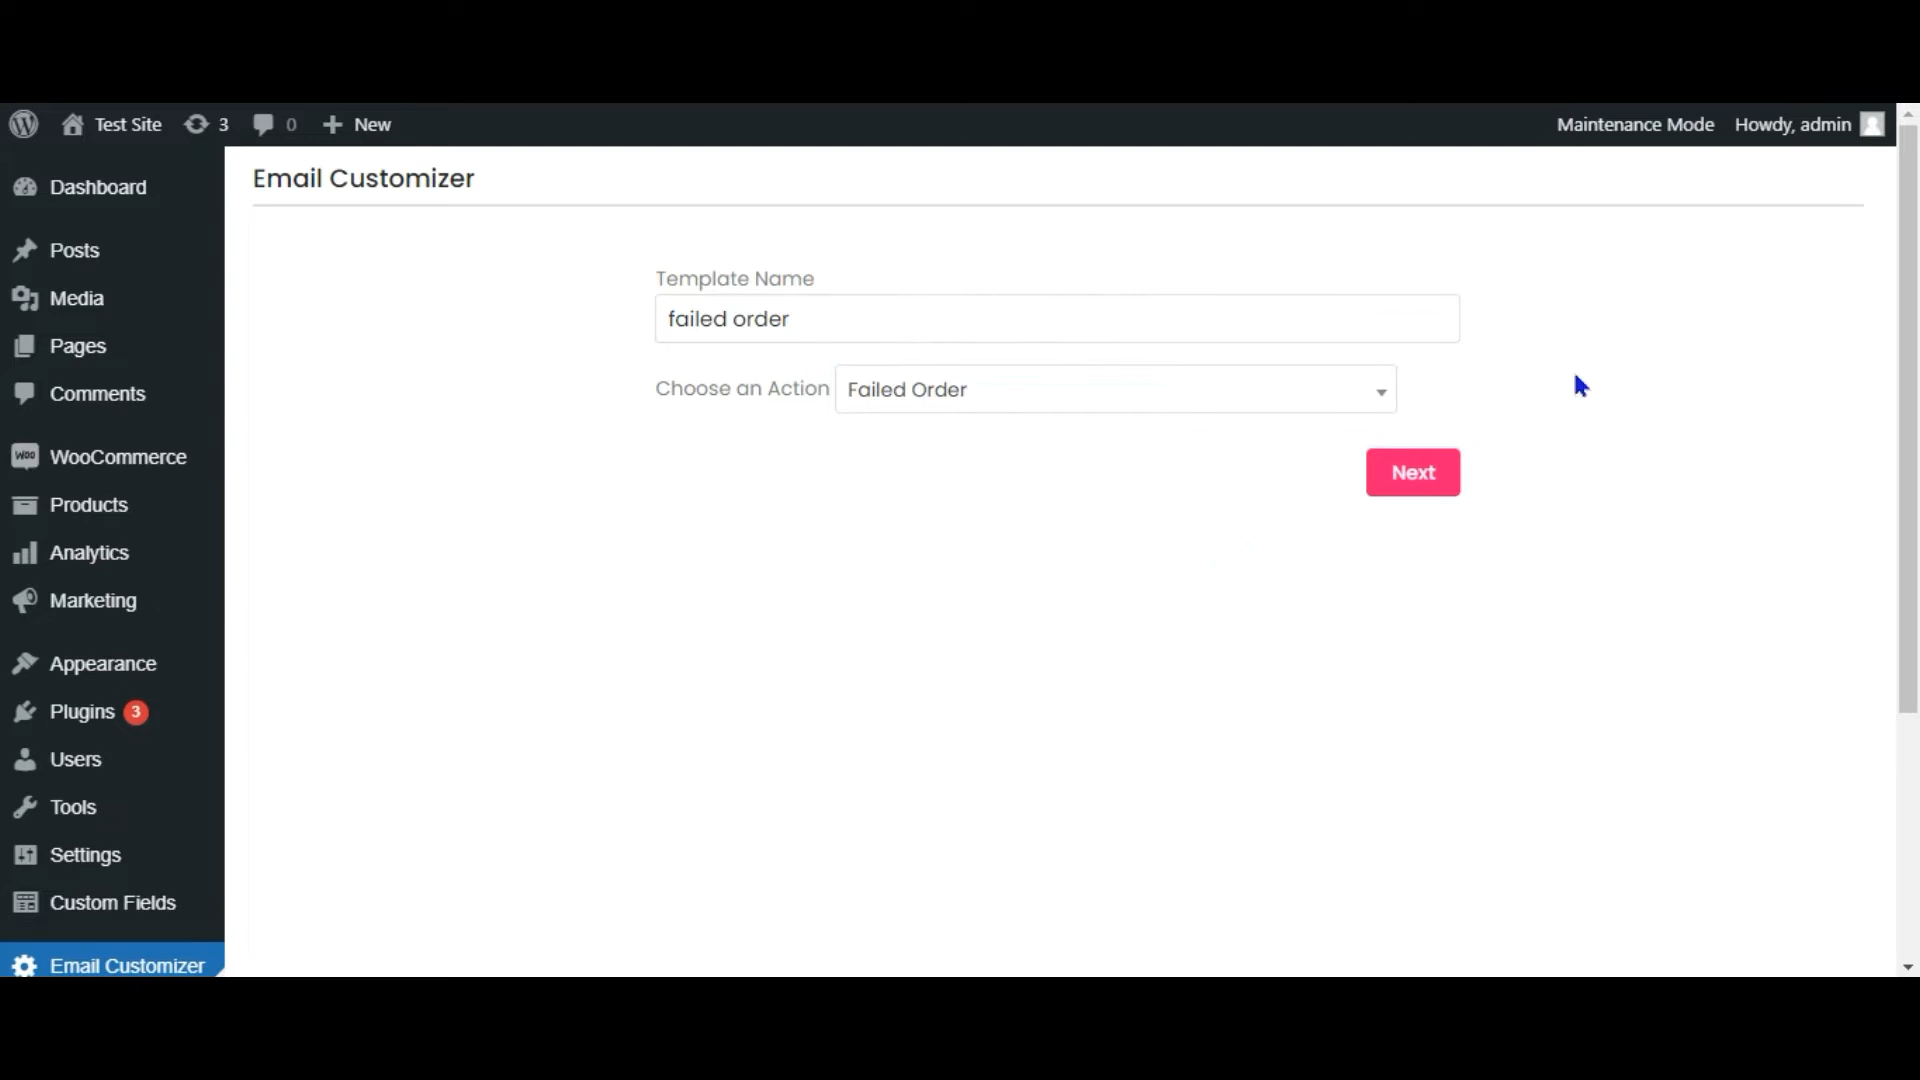 Test Site 3 0 New Maintenance Mode Howdy, admin
Dashboard
Posts
Media
Pages
Comments
Woo WooCommerce
Products
Analytics
Marketing
Appearance
Plugins 3
Users
Tools
Settings
Custom Fields
Email Customizer
Email Customizer
Template Name
failed order
Choose an Action Failed Order
Next